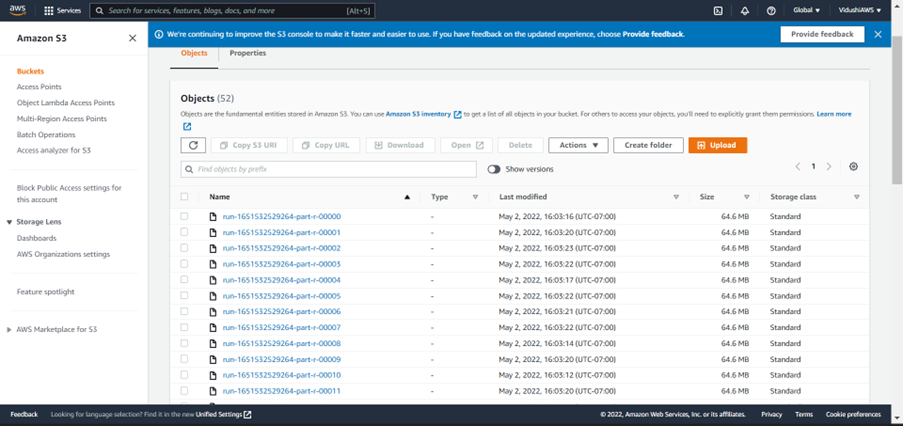 aws
Services
Search for services, features, blogs, docs, and more
[Alt+S]
Global ▼
VidushiAWS ▼
Amazon S3
We're continuing to improve the S3 console to make it faster and easier to use. If you have feedback on the updated experience, choose Provide feedback.
Provide feedback
Buckets
Access Points
Object Lambda Access Points
Multi-Region Access Points
Batch Operations
Access analyzer for S3
Block Public Access settings for
this account
Storage Lens
Dashboards
AWS Organizations settings
Feature spotlight
AWS Marketplace for S3
Objects
Properties
Objects (52)
Objects are the fundamental entities stored in Amazon S3. You can use Amazon S3 inventory to get a list of all objects in your bucket. For others to access your objects, you'll need to explicitly grant them permissions. Learn more
Copy S3 URI
Copy URL
Download
Open
Delete
Actions ▼
Create folder
Upload
Find objects by prefix
Show versions
1
Name Type Last modified Size Storage class
run-1651532529264-part-r-00000 - May 2, 2022, 16:03:16 (UTC-07:00) 64.6 MB Standard
run-1651532529264-part-r-00001 - May 2, 2022, 16:03:22 (UTC-07:00) 64.6 MB Standard
run-1651532529264-part-r-00002 - May 2, 2022, 16:03:23 (UTC-07:00) 64.6 MB Standard
run-1651532529264-part-r-00003 - May 2, 2022, 16:03:22 (UTC-07:00) 64.6 MB Standard
run-1651532529264-part-r-00004 - May 2, 2022, 16:03:17 (UTC-07:00) 64.6 MB Standard
run-1651532529264-part-r-00005 - May 2, 2022, 16:03:22 (UTC-07:00) 64.6 MB Standard
run-1651532529264-part-r-00006 - May 2, 2022, 16:03:21 (UTC-07:00) 64.6 MB Standard
run-1651532529264-part-r-00007 - May 2, 2022, 16:03:22 (UTC-07:00) 64.6 MB Standard
run-1651532529264-part-r-00008 - May 2, 2022, 16:03:14 (UTC-07:00) 64.6 MB Standard
run-1651532529264-part-r-00009 - May 2, 2022, 16:03:20 (UTC-07:00) 64.6 MB Standard
run-1651532529264-part-r-00010 - May 2, 2022, 16:03:12 (UTC-07:00) 64.6 MB Standard
run-1651532529264-part-r-00011 - May 2, 2022, 16:03:20 (UTC-07:00) 64.6 MB Standard
Feedback
Looking for language selection? Find it in the new Unified Settings
© 2022, Amazon Web Services, Inc. or its affiliates.
Privacy
Terms
Cookie preferences